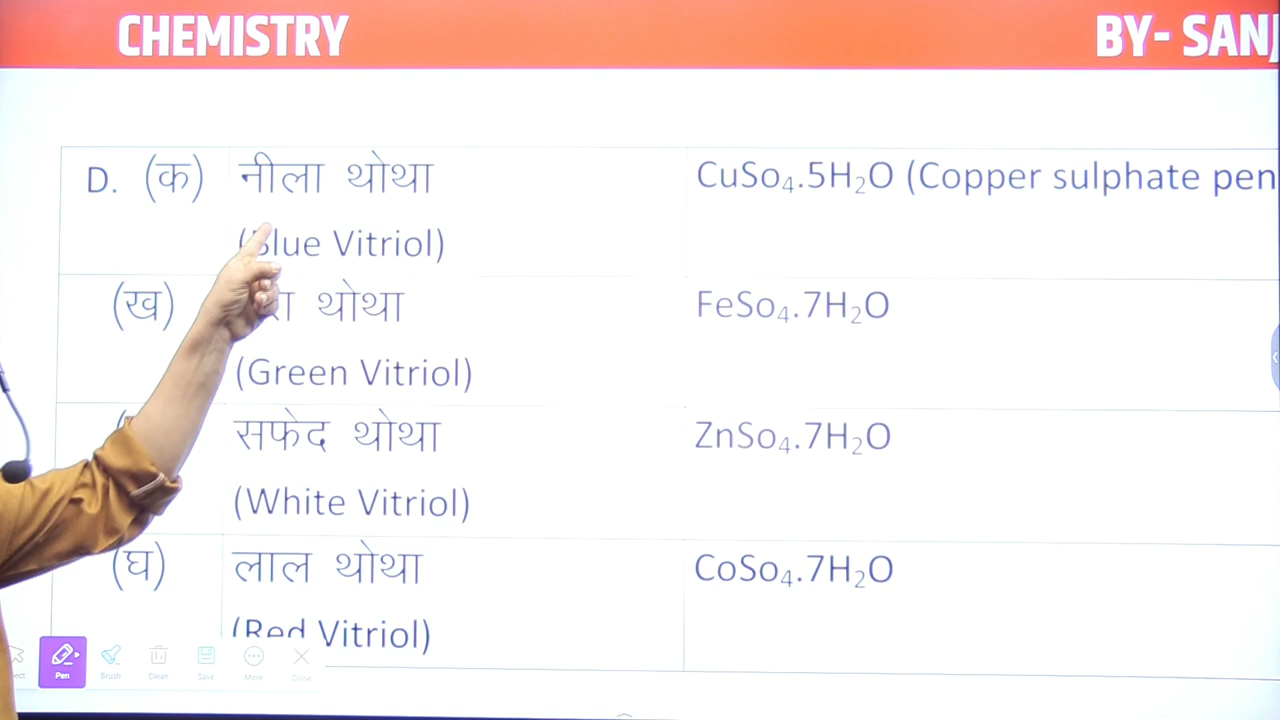 CHEMISTRY BY- SAN
D. (क) नीला थोथा CuSo₄.5H₂O (Copper sulphate pen
(Blue Vitriol)
(ख) थोथा FeSo₄.7H₂O
(Green Vitriol)
सफेद थोथा ZnSo₄.7H₂O
(White Vitriol)
(घ) लाल थोथा CoSo₄.7H₂O
(Red Vitriol)
Pen Brush Clean Save More Close